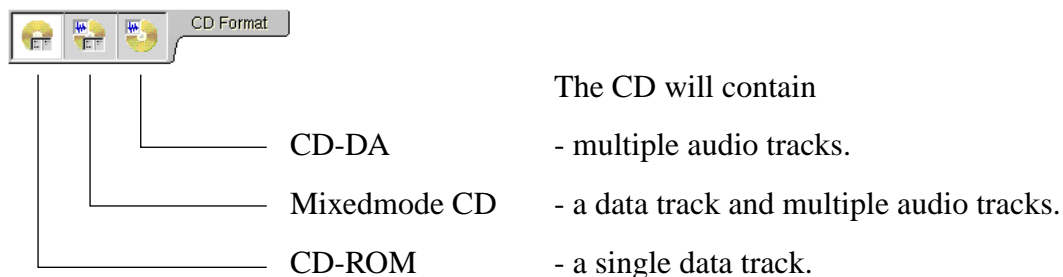 CD Format
The CD will contain
CD-DA - multiple audio tracks.
Mixedmode CD - a data track and multiple audio tracks.
CD-ROM - a single data track.